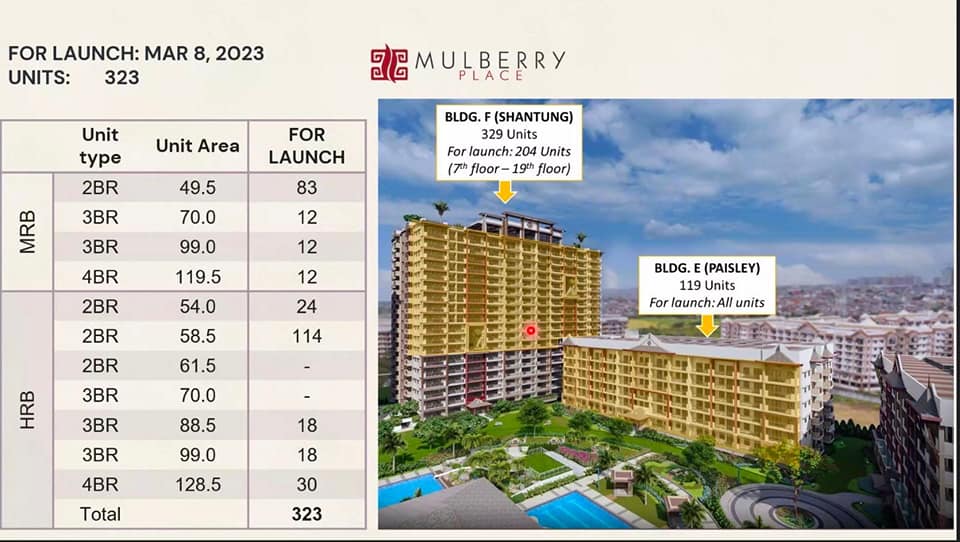 FOR LAUNCH: MAR 8, 2023
UNITS: 323
MULBERRY
PLACE
Unit type Unit Area FOR LAUNCH
MRB
2BR 49.5 83
3BR 70.0 12
3BR 99.0 12
4BR 119.5 12
HRB
2BR 54.0 24
2BR 58.5 114
2BR 61.5 -
3BR 70.0 -
3BR 88.5 18
3BR 99.0 18
4BR 128.5 30
Total 323
BLDG. F (SHANTUNG)
329 Units
For launch: 204 Units
(7th floor – 19th floor)
BLDG. E (PAISLEY)
119 Units
For launch: All units